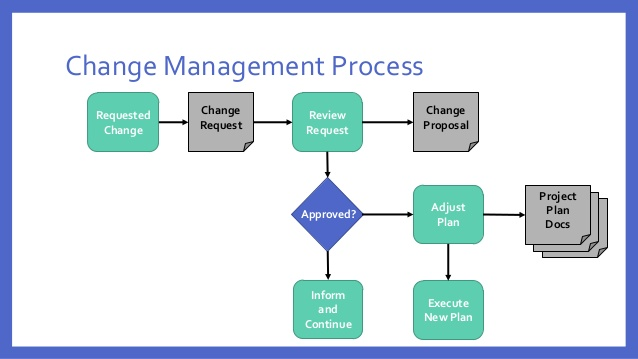 Change Management Process
Requested
Change
Change
Request
Review
Request
Change
Proposal
Approved?
Adjust
Plan
Project
Plan
Docs
Inform
and
Continue
Execute
New Plan